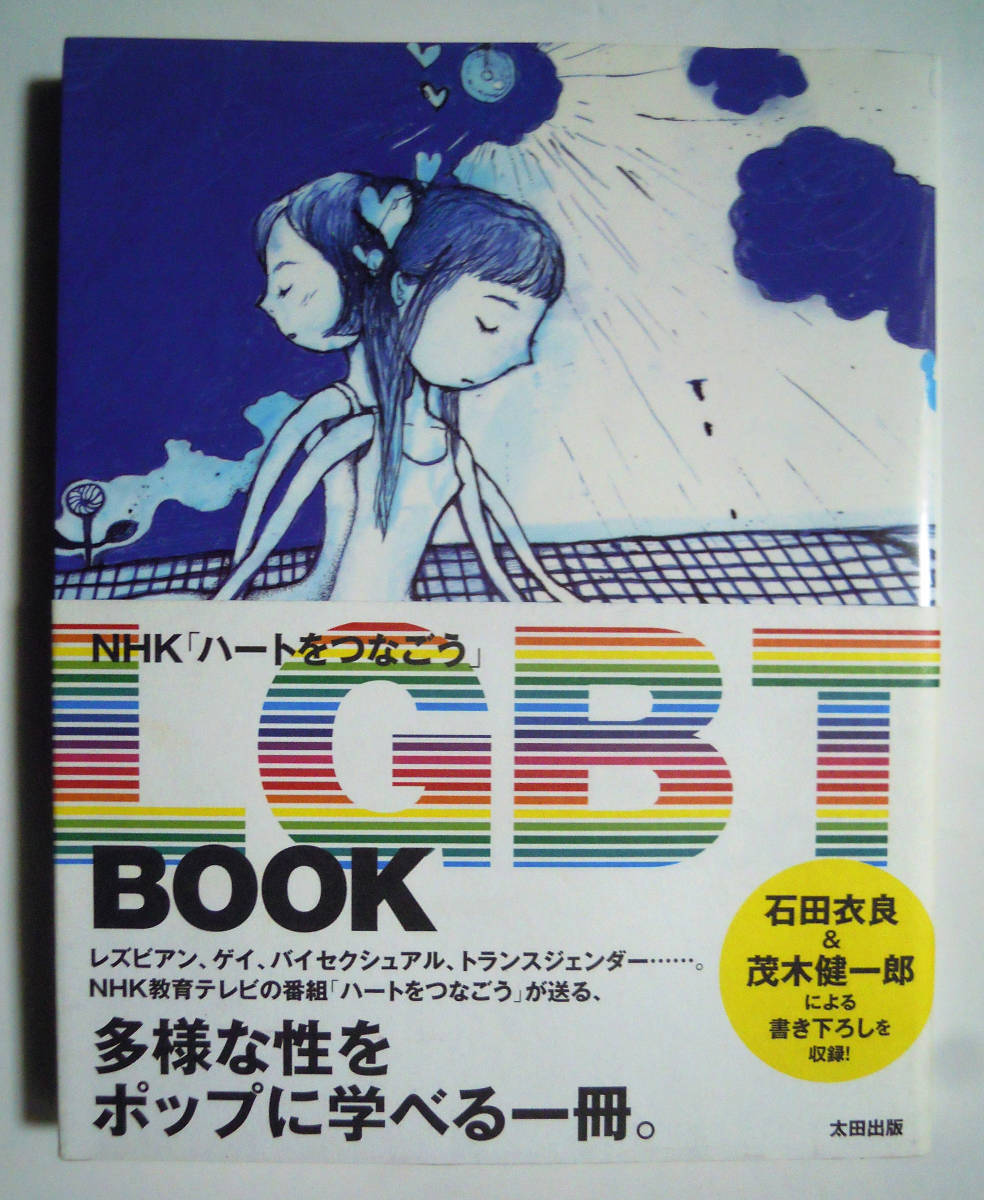 NHK「ハートをつなごう」
LGBT
BOOK
レズビアン、ゲイ、バイセクシュアル、トランスジェンダー……。
NHK教育テレビの番組「ハートをつなごう」が送る、
多様な性を
ポップに学べる一冊。
石田衣良
&
茂木健一郎
による
書き下ろしを
収録!
太田出版